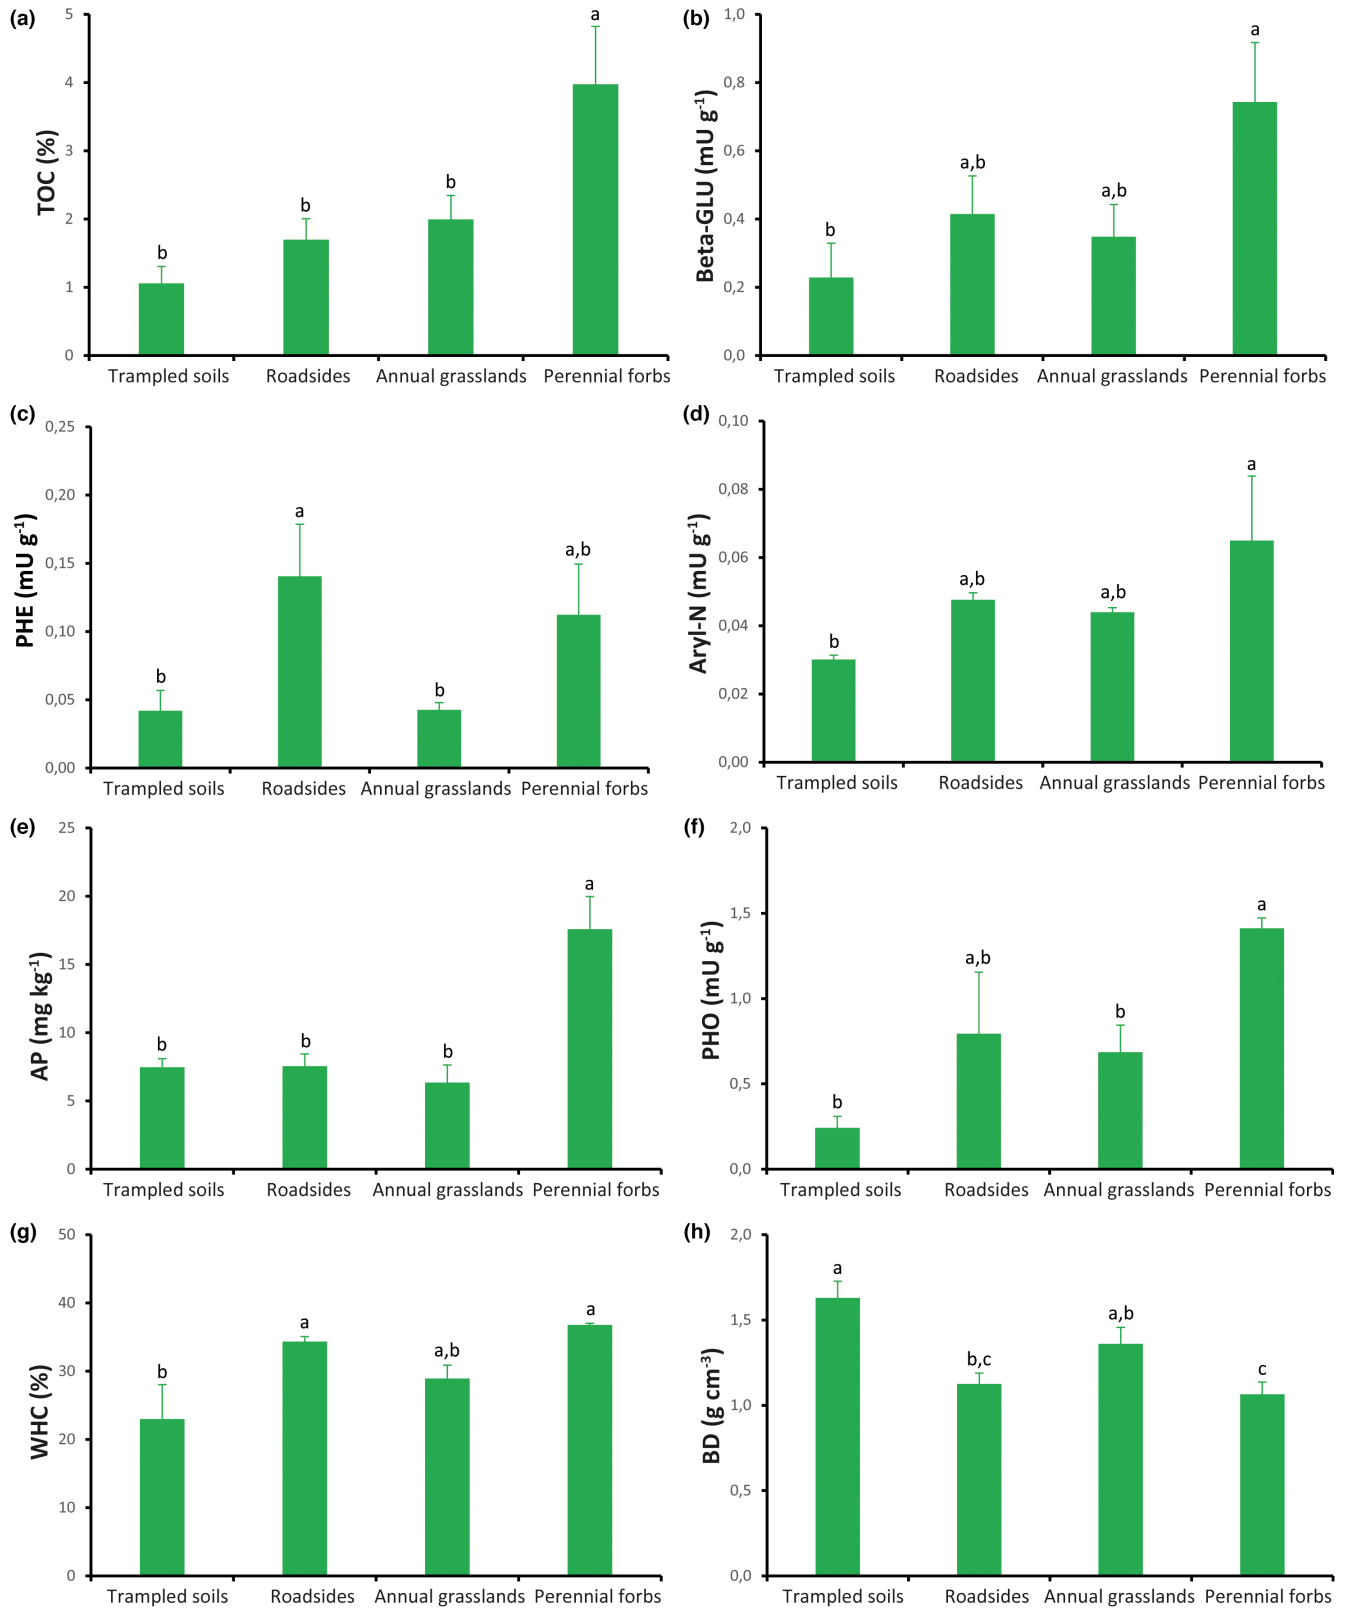 (a)
TOC (%)
5
4
3
2
1
0
b
b
b
a
Trampled soils Roadsides Annual grasslands Perennial forbs
(b)
Beta-GLU (mU g-1)
1,0
0,8
0,6
0,4
0,2
0,0
b
a,b
a,b
a
Trampled soils Roadsides Annual grasslands Perennial forbs
(c)
PHE (mU g-1)
0,25
0,20
0,15
0,10
0,05
0,00
b
a
b
a,b
Trampled soils Roadsides Annual grasslands Perennial forbs
(d)
Aryl-N (mU g-1)
0,10
0,08
0,06
0,04
0,02
0,00
b
a,b
a,b
a
Trampled soils Roadsides Annual grasslands Perennial forbs
(e)
AP (mg kg-1)
25
20
15
10
5
0
b
b
b
a
Trampled soils Roadsides Annual grasslands Perennial forbs
(f)
PHO (mU g-1)
2,0
1,5
1,0
0,5
0,0
b
a,b
b
a
Trampled soils Roadsides Annual grasslands Perennial forbs
(g)
WHC (%)
50
40
30
20
10
0
b
a
a,b
a
Trampled soils Roadsides Annual grasslands Perennial forbs
(h)
BD (g cm-3)
2,0
1,5
1,0
0,5
0,0
a
b,c
a,b
c
Trampled soils Roadsides Annual grasslands Perennial forbs